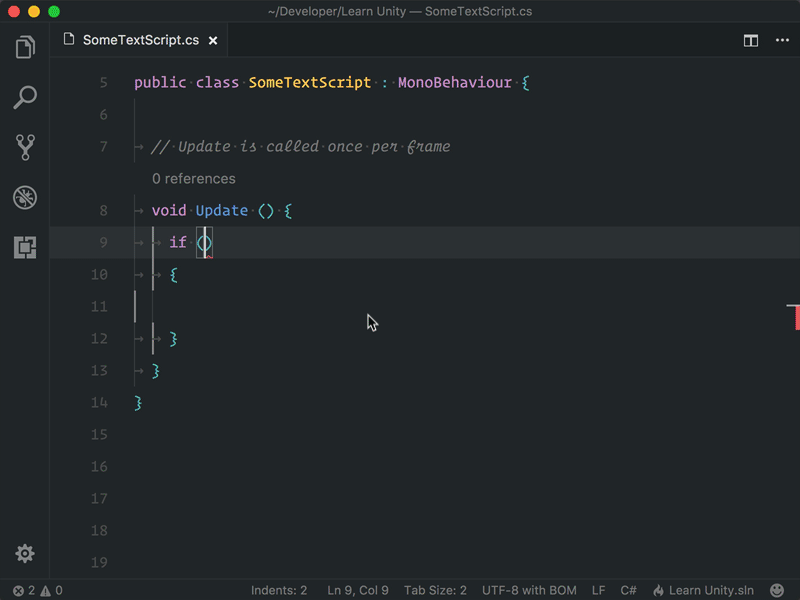 ~/Developer/Learn Unity — SomeTextScript.cs
SomeTextScript.cs ×
5 public class SomeTextScript : MonoBehaviour {
6
7 // Update is called once per frame
0 references
8 void Update () {
9 if ()
10 {
11
12 }
13 }
14 }
15
16
17
18
19
2 0 Indents: 2 Ln 9, Col 9 Tab Size: 2 UTF-8 with BOM LF C# Learn Unity.sln